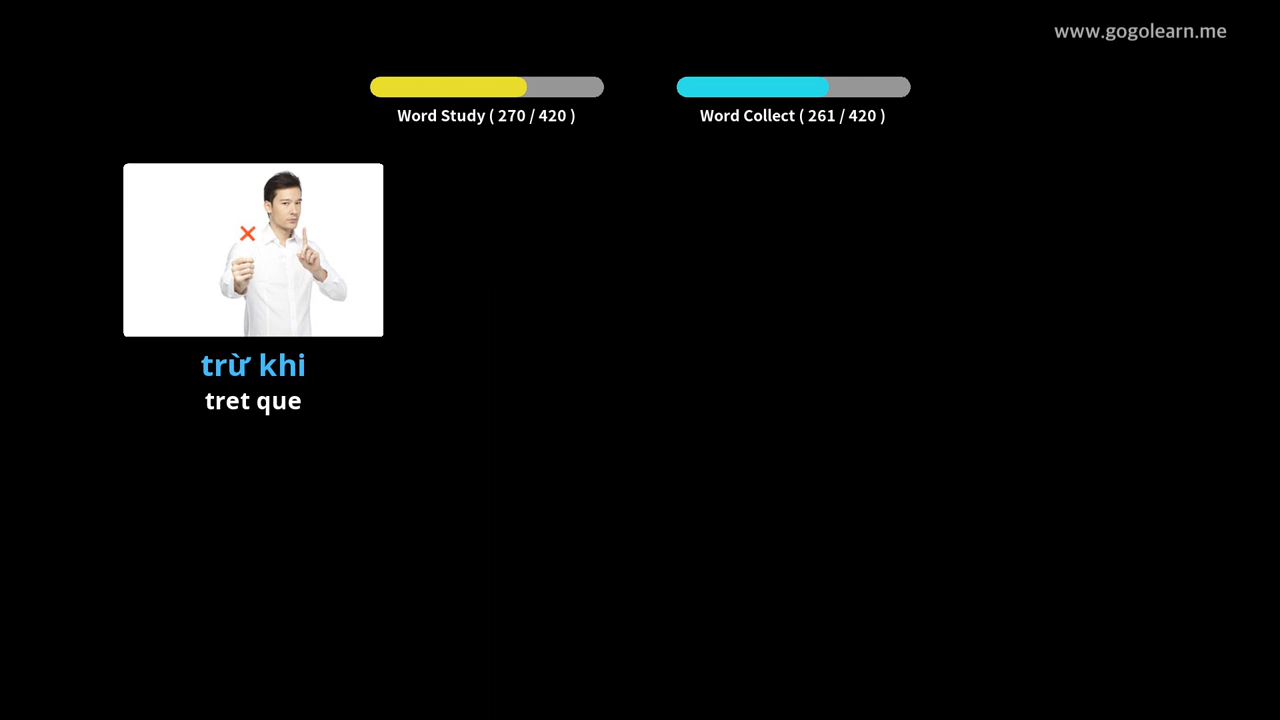 www.gogolearn.me
Word Study ( 270 / 420 )
Word Collect ( 261 / 420 )
trừ khi
tret que